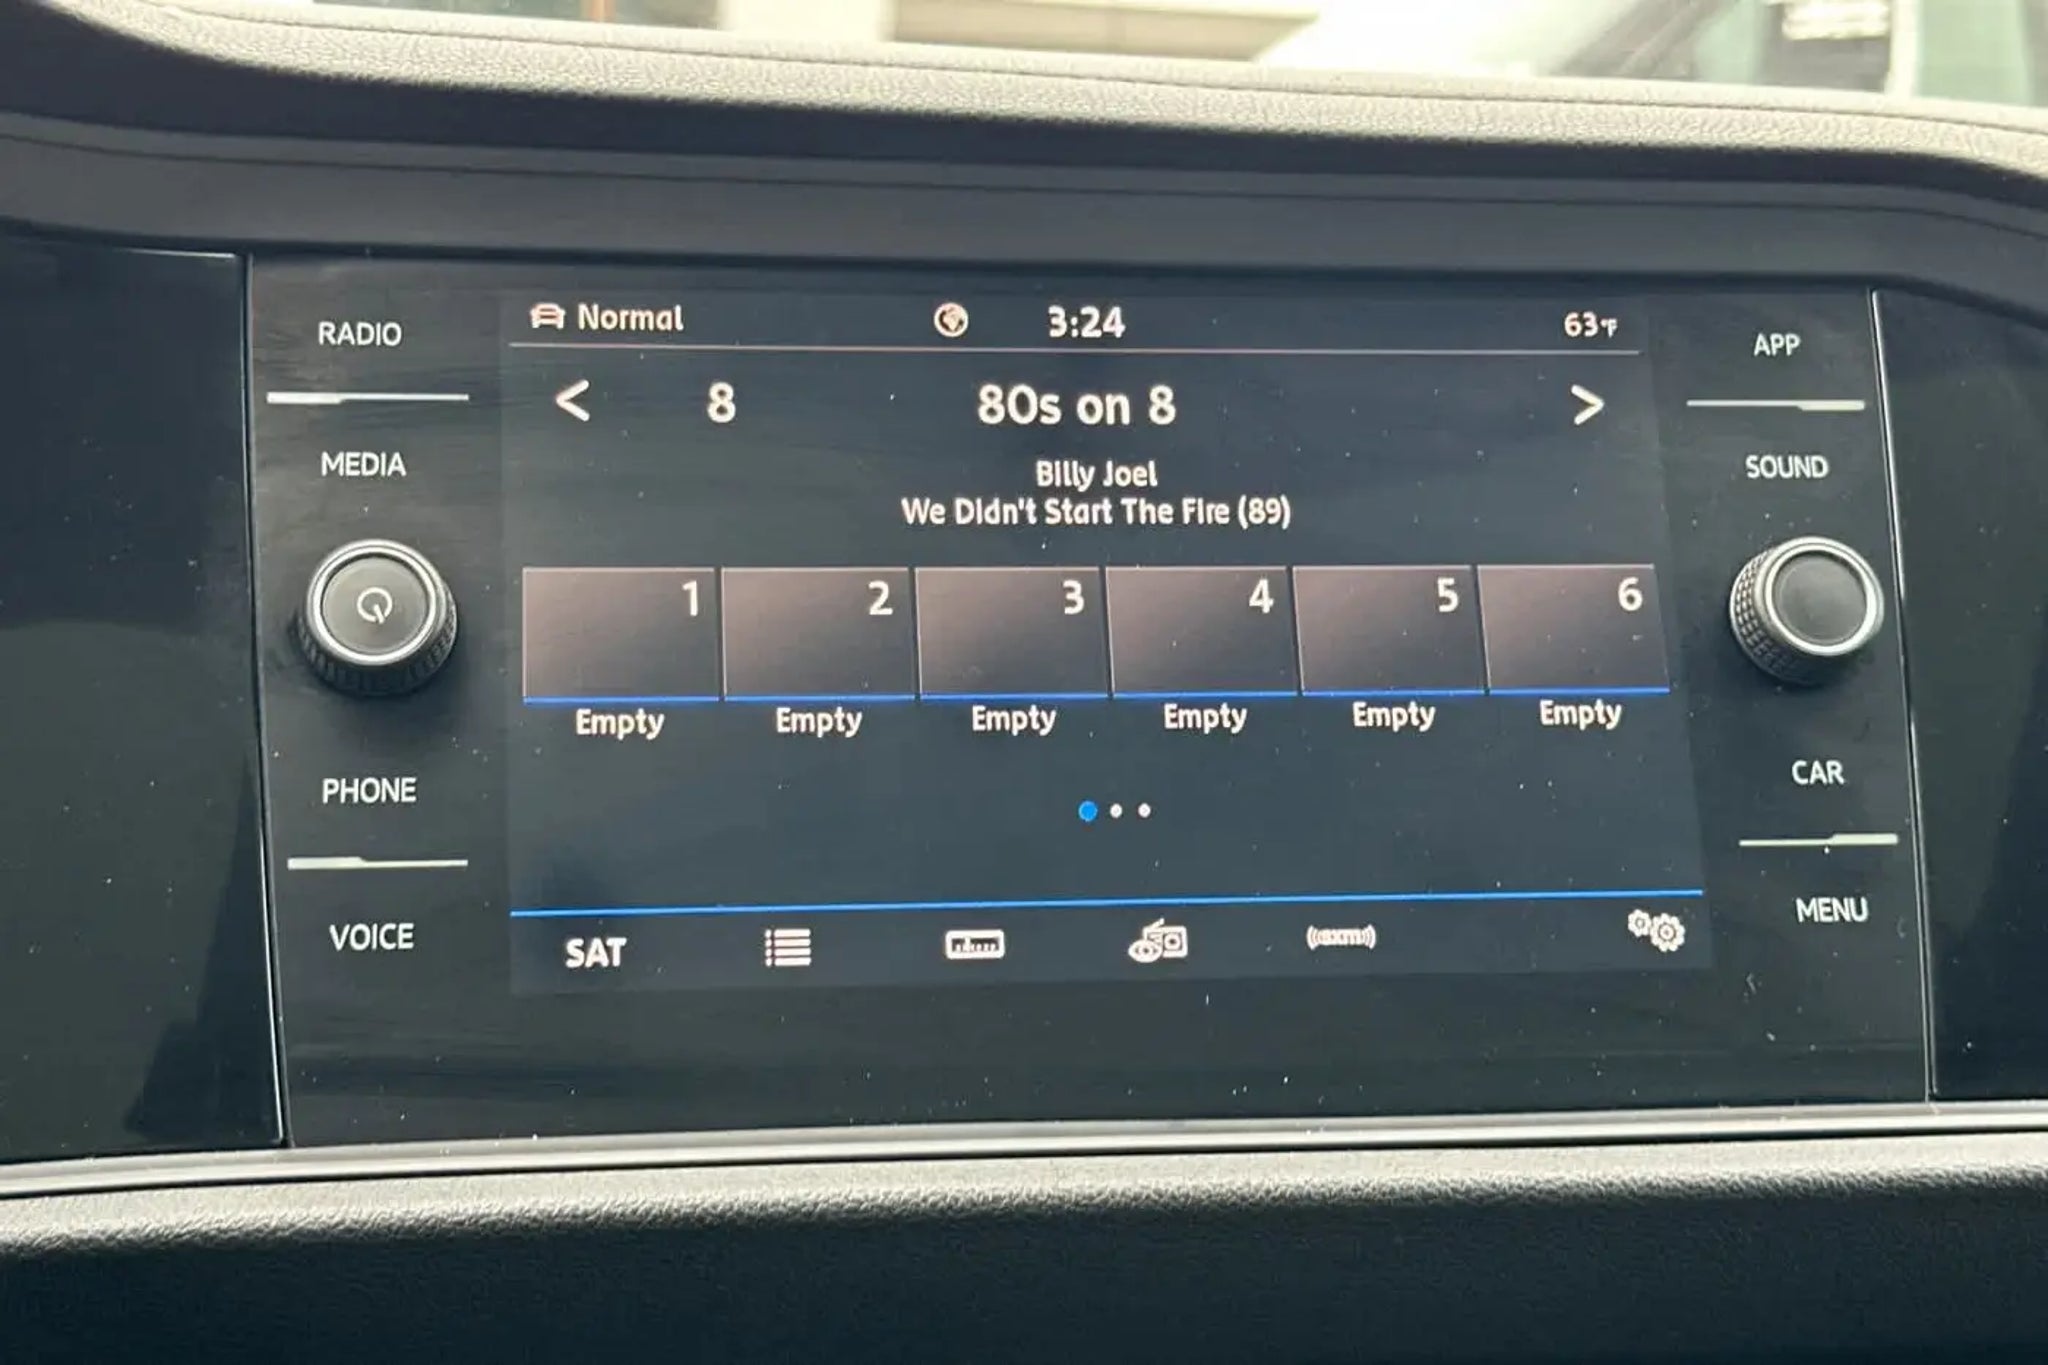 RADIO
MEDIA
PHONE
VOICE
Normal
3:24
63°F
< 8 80s on 8 >
Billy Joel
We Didn't Start The Fire (89)
1 2 3 4 5 6
Empty Empty Empty Empty Empty Empty
SAT
((sxm))
APP
SOUND
CAR
MENU